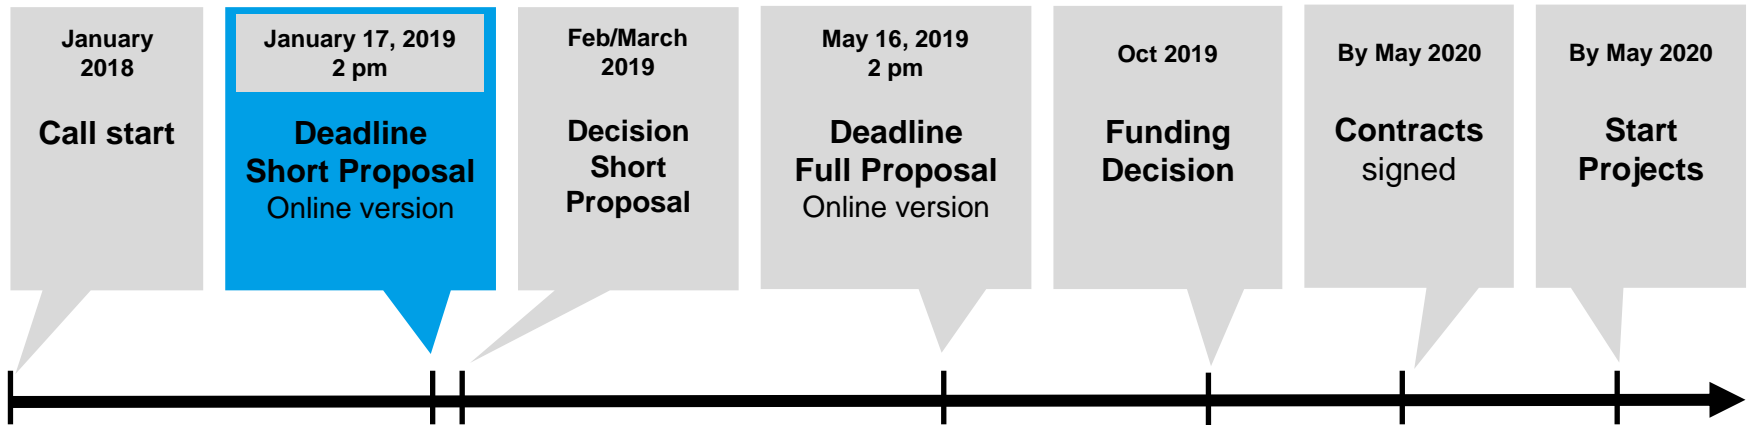 January
2018
Call start
January 17, 2019
2 pm
Deadline
Short Proposal
Online version
Feb/March
2019
Decision
Short
Proposal
May 16, 2019
2 pm
Deadline
Full Proposal
Online version
Oct 2019
Funding
Decision
By May 2020
Contracts
signed
By May 2020
Start
Projects